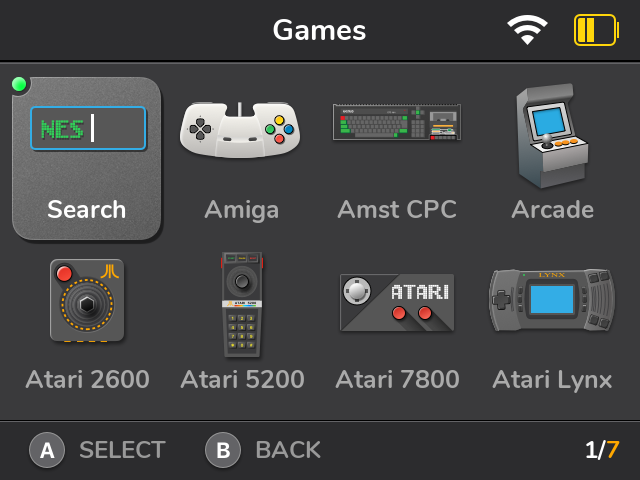 Games
NES
Search
Amiga
Amst CPC
Arcade
LYNX
ATARI
Atari 2600
Atari 5200
Atari 7800
Atari Lynx
A SELECT
B BACK
1/7